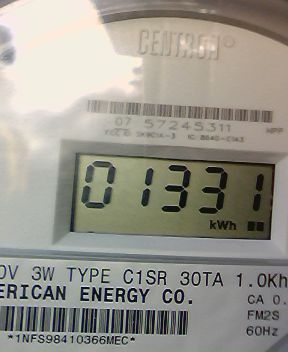 CENTRON®
07 57245311
01331
kWh
0V 3W TYPE C1SR 30TA 1.0Kh
ERICAN ENERGY CO.
CA 0.
FM2S
60Hz
*1NFS98410366MEC*